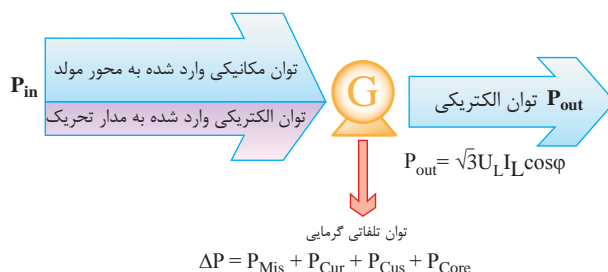 توان مکانیکی وارد شده به محور مولد
P_in
توان الکتریکی وارد شده به مدار تحریک
G
توان الکتریکی P_out
P_out = √3U_L I_L cosφ
توان تلفاتی گرمایی
ΔP = P_Mis + P_Cur + P_Cus + P_Core